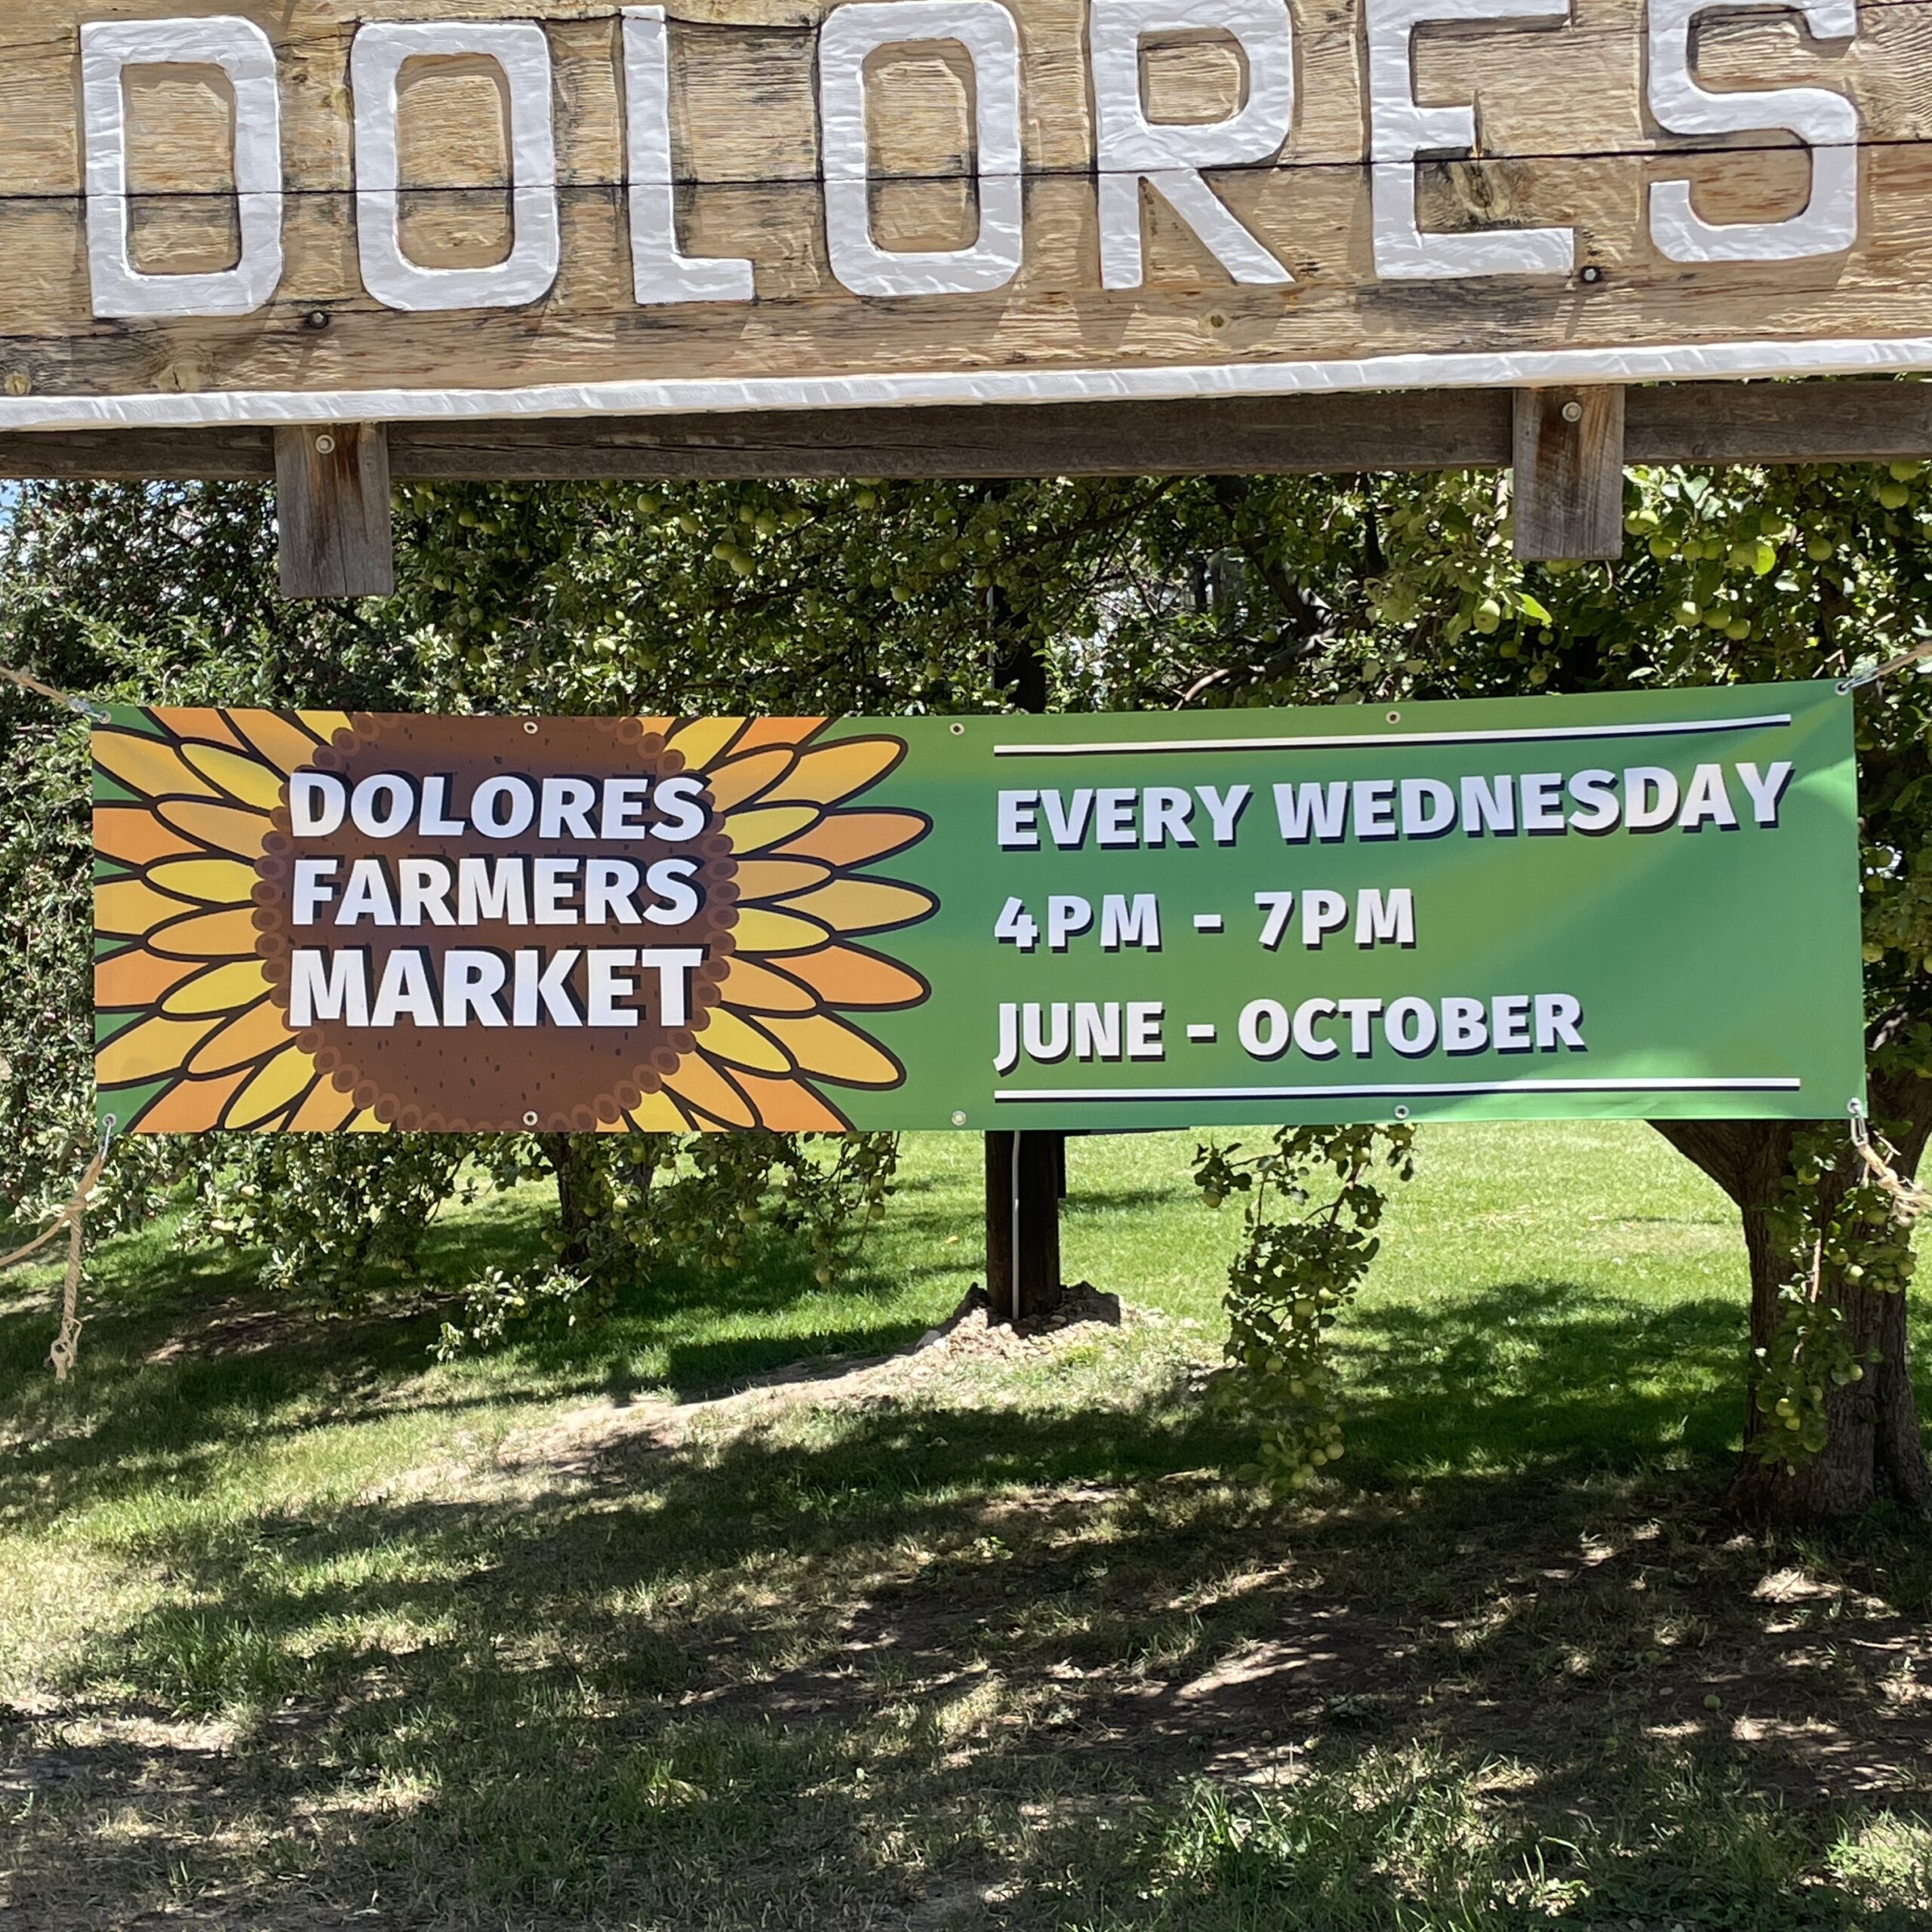 DOLORES
DOLORES
FARMERS
MARKET
EVERY WEDNESDAY
4PM - 7PM
JUNE - OCTOBER